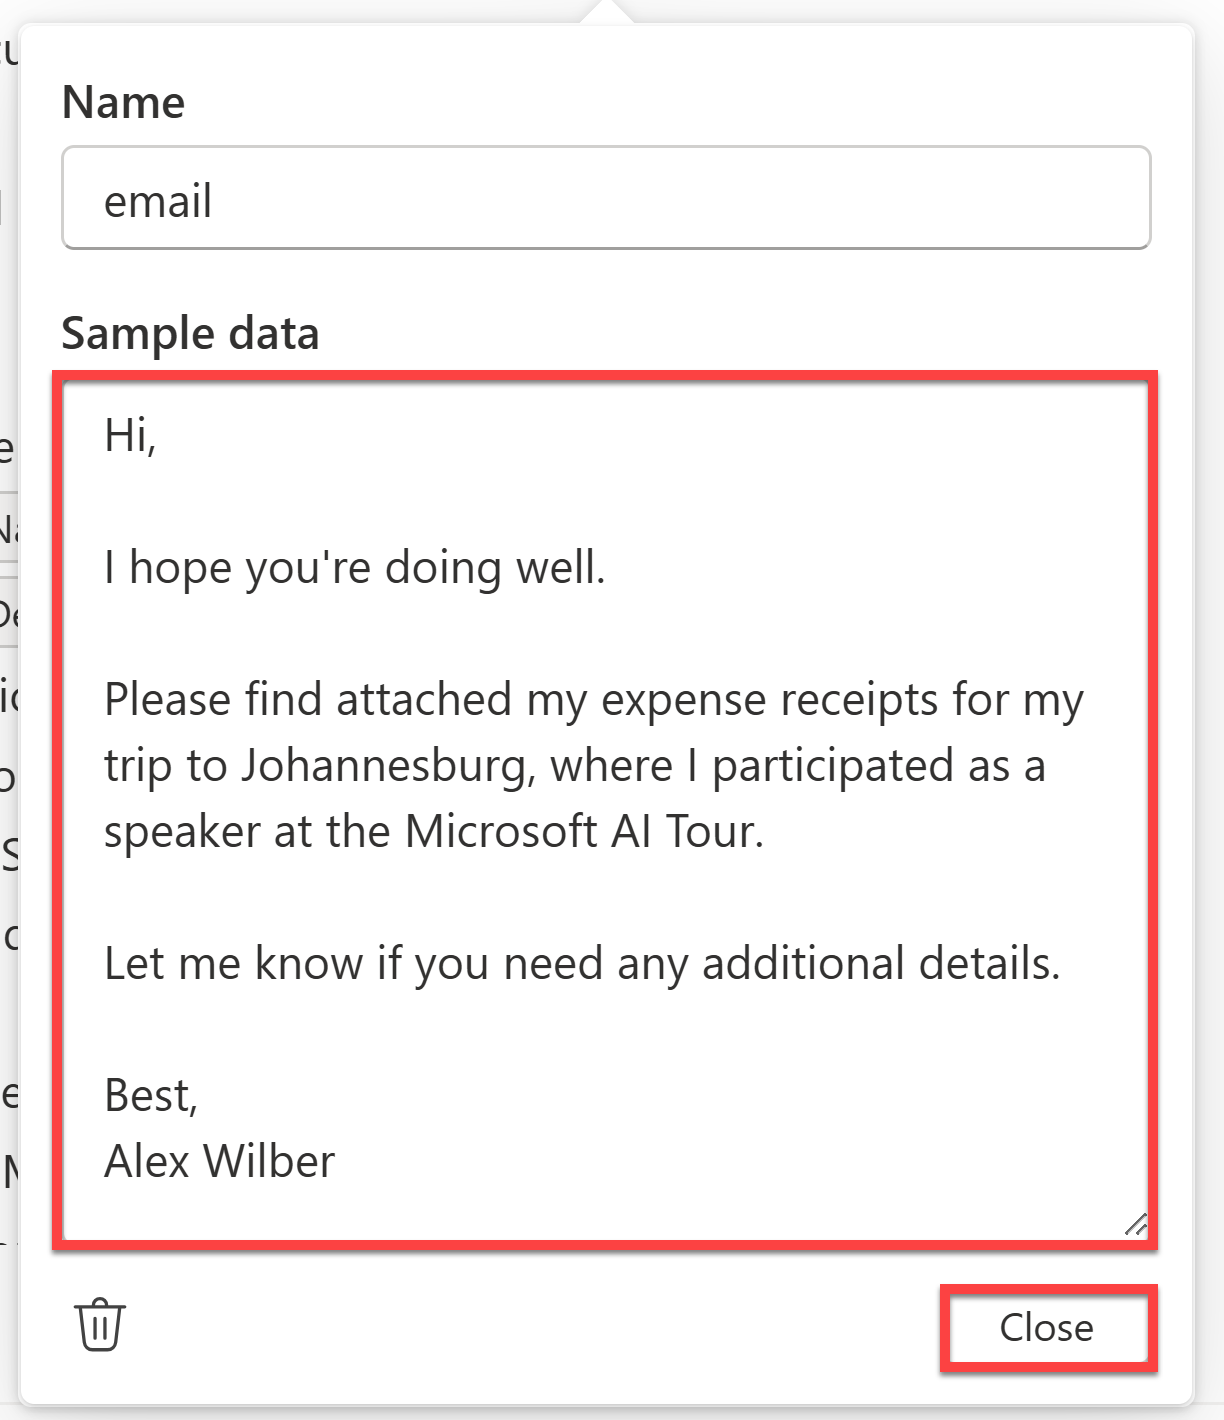 Name
email
Sample data
Hi,
I hope you're doing well.
Please find attached my expense receipts for my
trip to Johannesburg, where I participated as a
speaker at the Microsoft AI Tour.
Let me know if you need any additional details.
Best,
Alex Wilber
Close